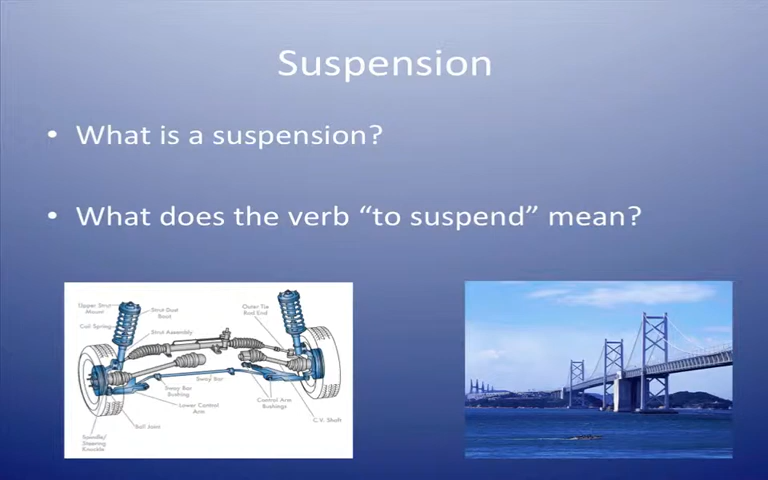 Suspension
• What is a suspension?
• What does the verb “to suspend” mean?
Upper Strut
Mount
Coil Spring
Strut Dust
Boot
Strut Assembly
Outer Tie
Rod End
Sway Bar
Sway Bar
Bushing
Lower Control
Arm
Control Arm
Bushings
C.V. Shaft
Ball Joint
Spindle/
Steering
Knuckle